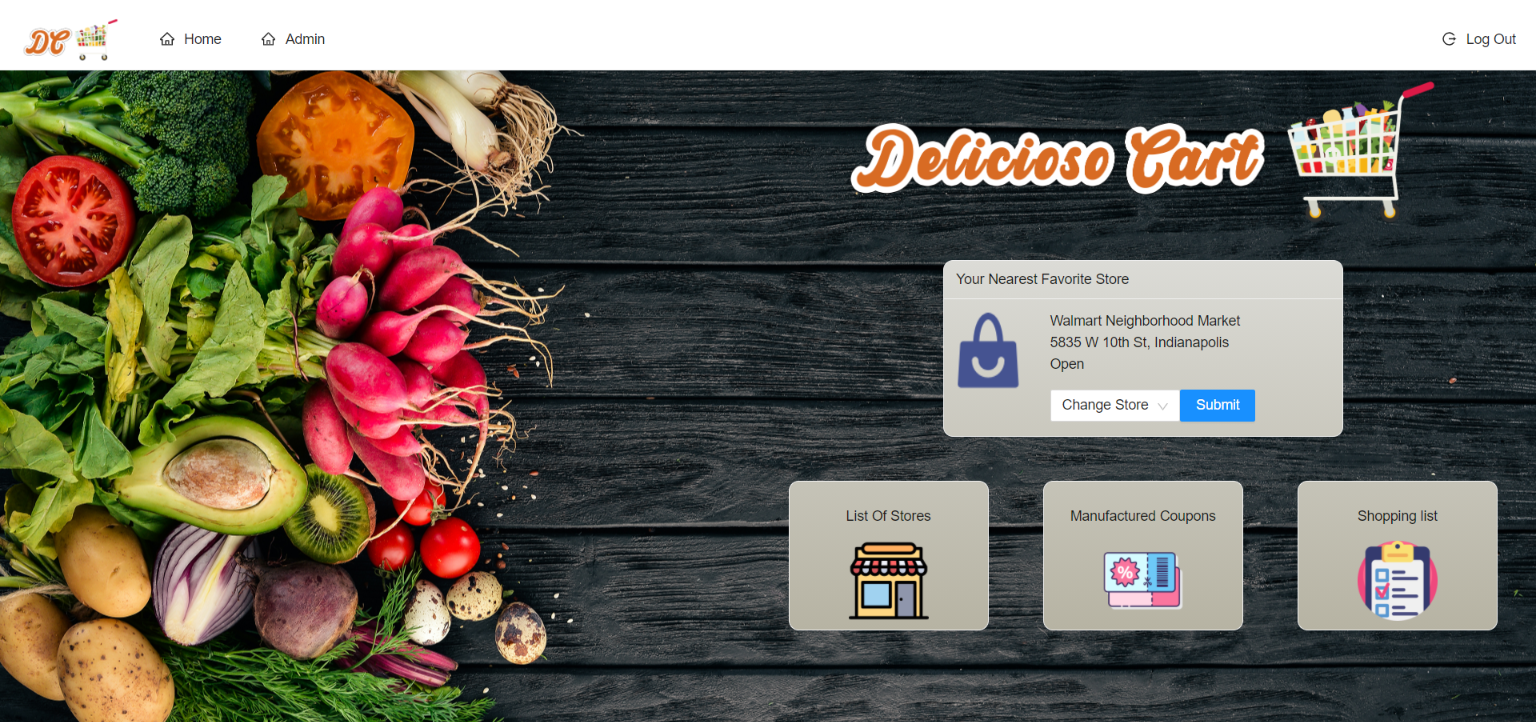 DC
Home
Admin
Log Out
Delicioso Cart
Your Nearest Favorite Store
Walmart Neighborhood Market
5835 W 10th St, Indianapolis
Open
Change Store
Submit
List Of Stores
Manufactured Coupons
Shopping list
%